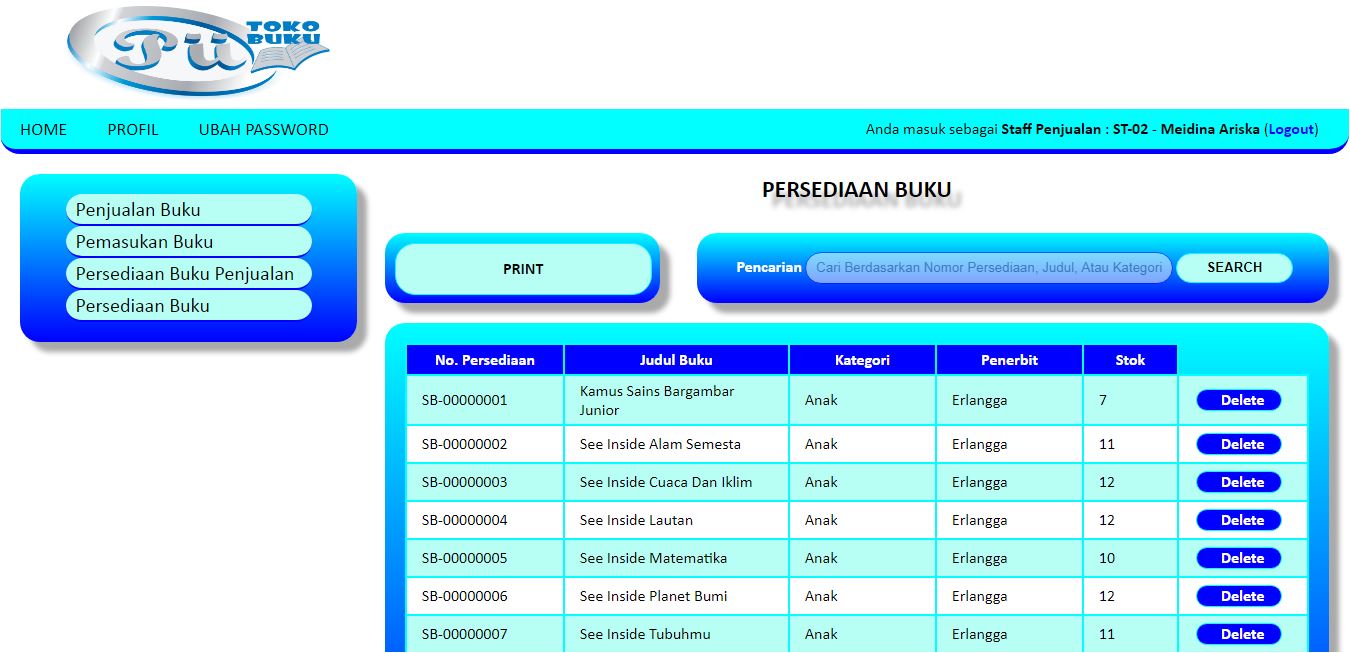 PU TOKO
BUKU
HOME PROFIL UBAH PASSWORD Anda masuk sebagai Staff Penjualan : ST-02 - Meidina Ariska (Logout)
Penjualan Buku
Pemasukan Buku
Persediaan Buku Penjualan
Persediaan Buku
PERSEDIAAN BUKU
PRINT
Pencarian Cari Berdasarkan Nomor Persediaan, Judul, Atau Kategori SEARCH
No. Persediaan Judul Buku Kategori Penerbit Stok
SB-00000001 Kamus Sains Bargambar Junior Anak Erlangga 7 Delete
SB-00000002 See Inside Alam Semesta Anak Erlangga 11 Delete
SB-00000003 See Inside Cuaca Dan Iklim Anak Erlangga 12 Delete
SB-00000004 See Inside Lautan Anak Erlangga 12 Delete
SB-00000005 See Inside Matematika Anak Erlangga 10 Delete
SB-00000006 See Inside Planet Bumi Anak Erlangga 12 Delete
SB-00000007 See Inside Tubuhmu Anak Erlangga 11 Delete